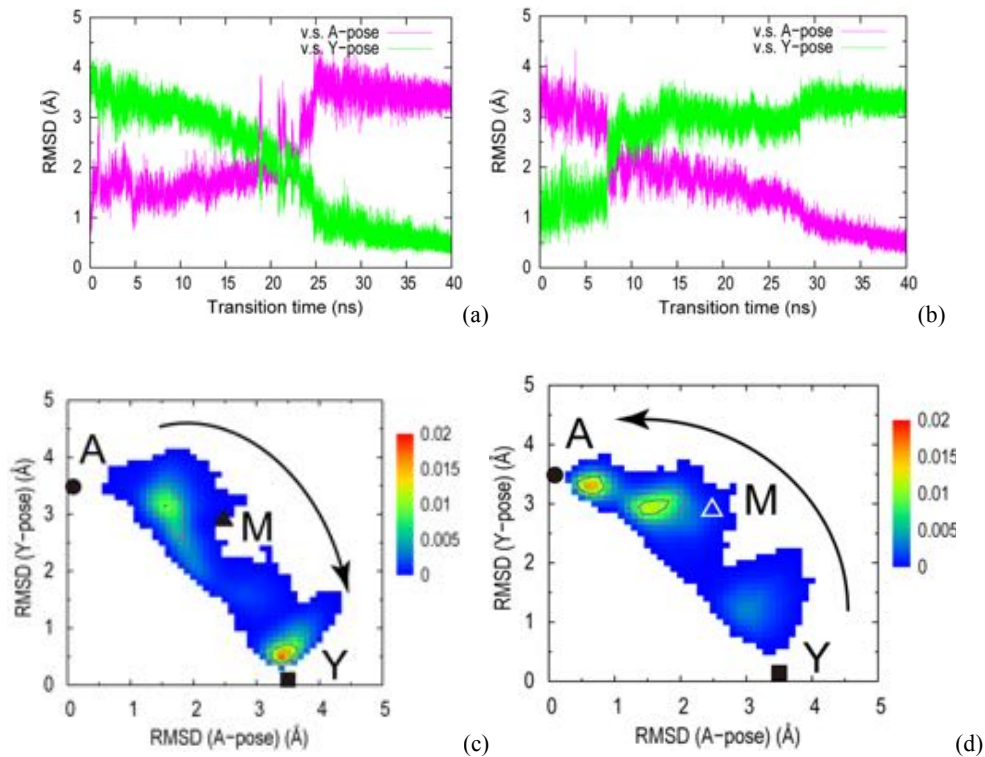 v.s. A-pose
v.s. Y-pose
RMSD (Å)
5
4
3
2
1
0
0 5 10 15 20 25 30 35 40
Transition time (ns)
(a)
v.s. A-pose
v.s. Y-pose
RMSD (Å)
5
4
3
2
1
0
0 5 10 15 20 25 30 35 40
Transition time (ns)
(b)
RMSD (Y-pose) (Å)
5
4
3
2
1
0
A
M
Y
0.02
0.015
0.01
0.005
0
0 1 2 3 4 5
RMSD (A-pose) (Å)
(c)
RMSD (Y-pose) (Å)
5
4
3
2
1
0
A
M
Y
0.02
0.015
0.01
0.005
0
0 1 2 3 4 5
RMSD (A-pose) (Å)
(d)